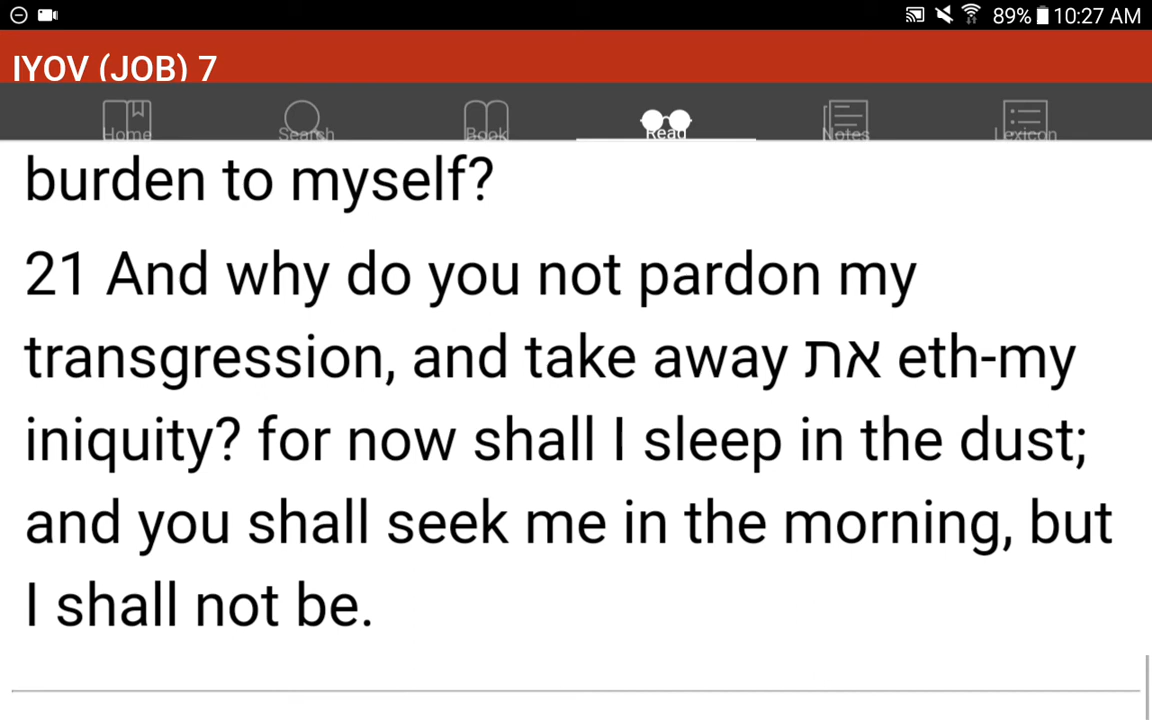 89% 10:27 AM
IYOV (JOB) 7
Home Search Book Read Notes Lexicon
burden to myself?
21 And why do you not pardon my
transgression, and take away את eth-my
iniquity? for now shall I sleep in the dust;
and you shall seek me in the morning, but
I shall not be.